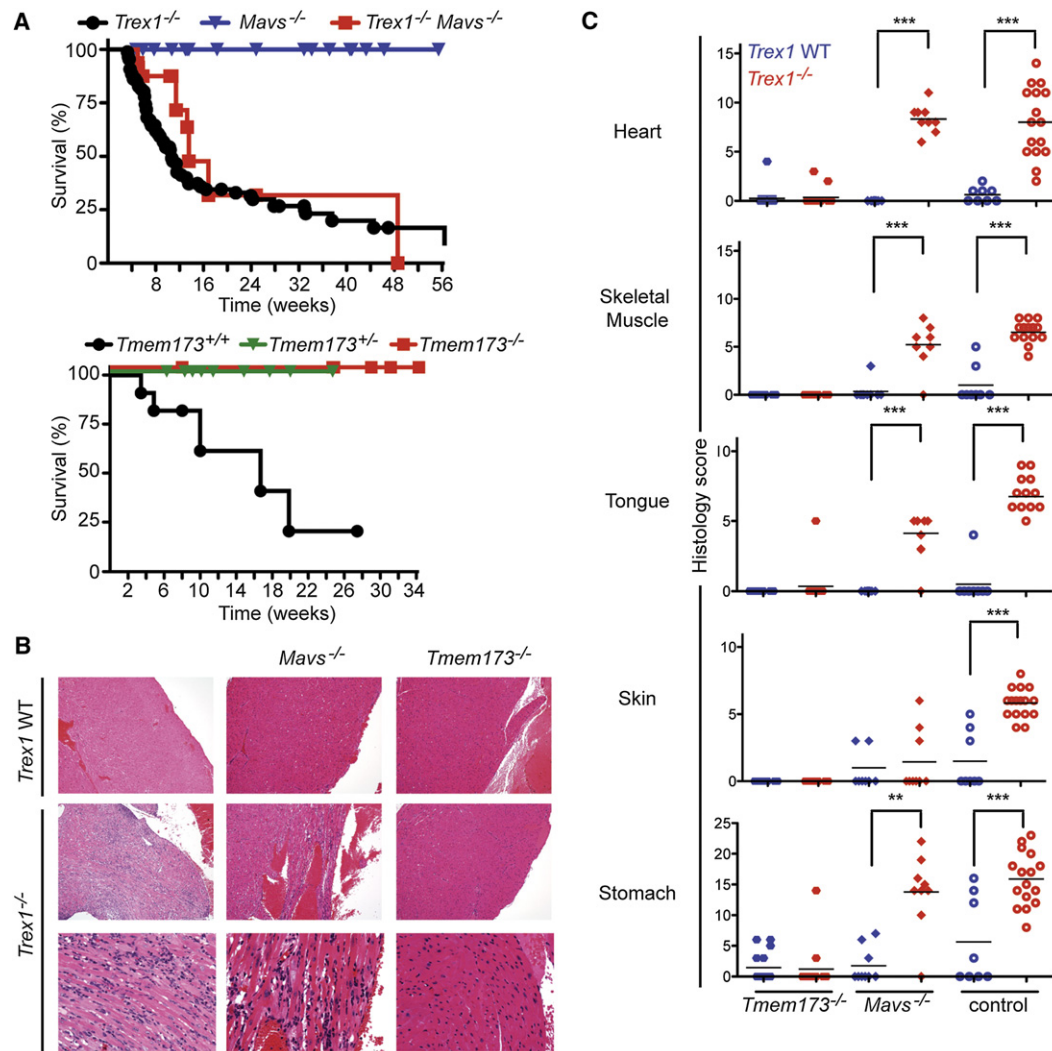 A
Trex1-/- Mavs-/- Trex1-/- Mavs-/-
Survival (%)
100
75
50
25
0
8 16 24 32 40 48 56
Time (weeks)
Tmem173+/+ Tmem173+/- Tmem173-/-
Survival (%)
100
75
50
25
0
2 6 10 14 18 22 26 30 34
Time (weeks)
B
Mavs-/- Tmem173-/-
Trex1 WT
Trex1-/-
C
Trex1 WT
Trex1-/-
Histology score
Heart
15
10
5
0
*** ***
Skeletal
Muscle
10
5
0
*** ***
Tongue
10
5
0
*** ***
Skin
10
5
0
***
Stomach
25
20
15
10
5
0
** ***
Tmem173-/- Mavs-/- control